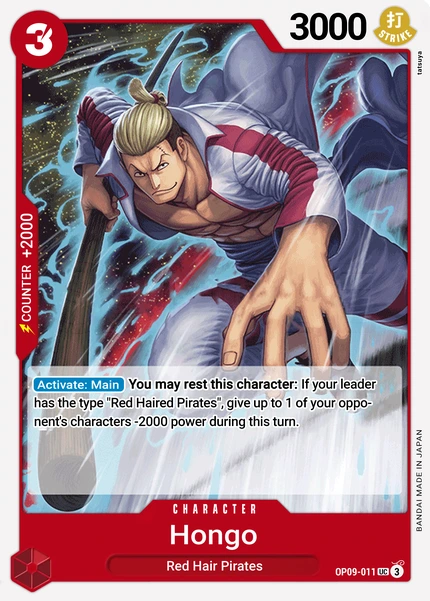 3
3000
打
STRIKE
tatsuya
COUNTER +2000
Activate: Main You may rest this character: If your leader
has the type "Red Haired Pirates", give up to 1 of your oppo-
nent's characters -2000 power during this turn.
BANDAI MADE IN JAPAN
CHARACTER
Hongo
Red Hair Pirates
OP09-011 UC 3